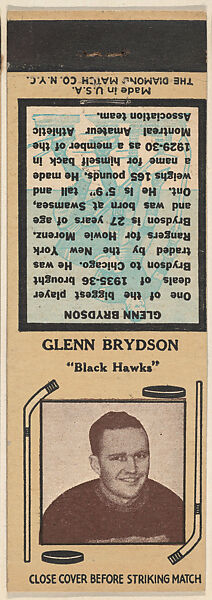 Made in U.S.A.
THE DIAMOND MATCH CO. N.Y.C.
GLENN BRYDSON
One of the biggest player
deals of 1935-36 brought
Brydson to Chicago. He was
traded by the New York
Rangers for Howie Morenz.
Brydson is 27 years of age
and was born at Swansea,
Ont. He is 5'9" tall and
weighs 165 pounds. He made
a name for himself back in
1929-30 as a member of the
Montreal Amateur Athletic
Association team.
GLENN BRYDSON
"Black Hawks"
CLOSE COVER BEFORE STRIKING MATCH